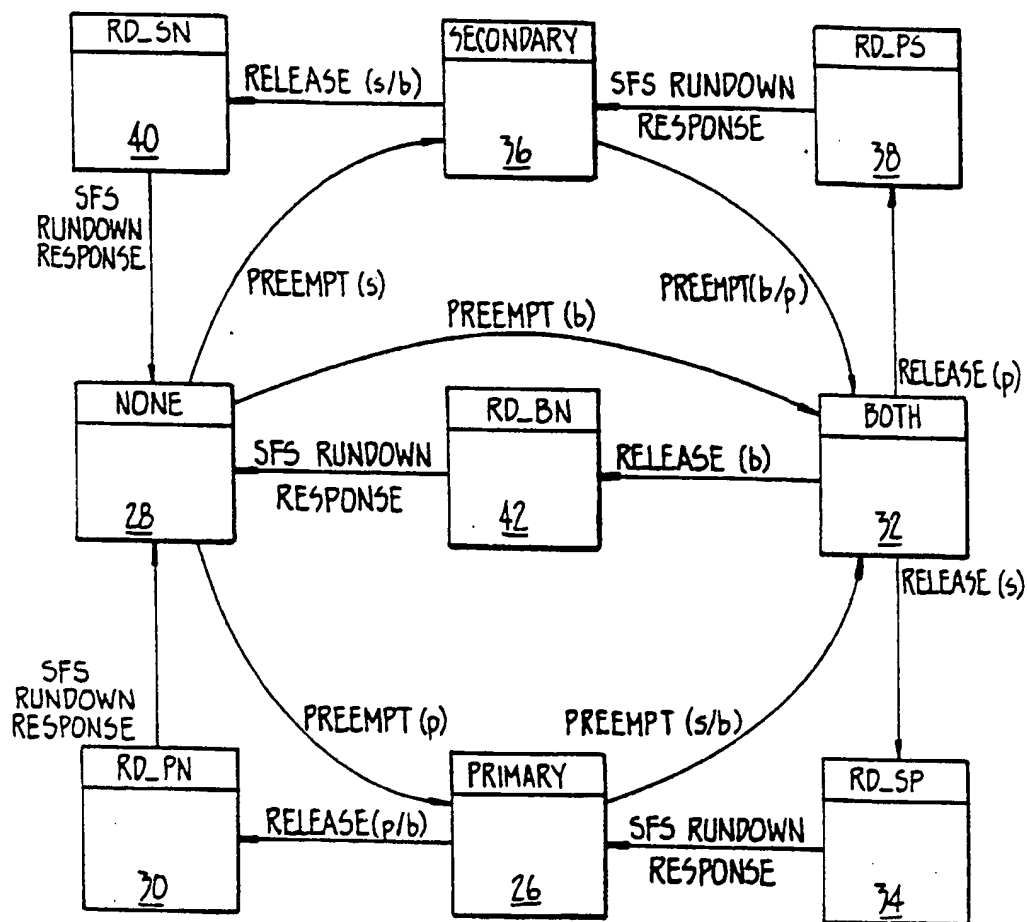 RD_SN
40
RELEASE (s/b)
SECONDARY
36
SFS RUNDOWN
RESPONSE
RD_PS
38
SFS
RUNDOWN
RESPONSE
PREEMPT (s)
PREEMPT(b/p)
PREEMPT (b)
RELEASE (p)
NONE
28
SFS RUNDOWN
RESPONSE
RD_BN
42
RELEASE (b)
BOTH
32
RELEASE (s)
SFS
RUNDOWN
RESPONSE
PREEMPT (p)
PREEMPT (s/b)
RD_PN
30
RELEASE(p/b)
PRIMARY
26
SFS RUNDOWN
RESPONSE
RD_SP
34